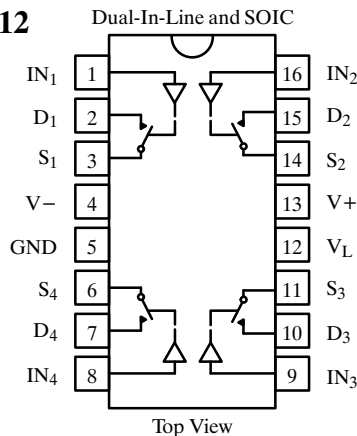 12
Dual-In-Line and SOIC
IN1 1 16 IN2
D1 2 15 D2
S1 3 14 S2
V− 4 13 V+
GND 5 12 VL
S4 6 11 S3
D4 7 10 D3
IN4 8 9 IN3
Top View